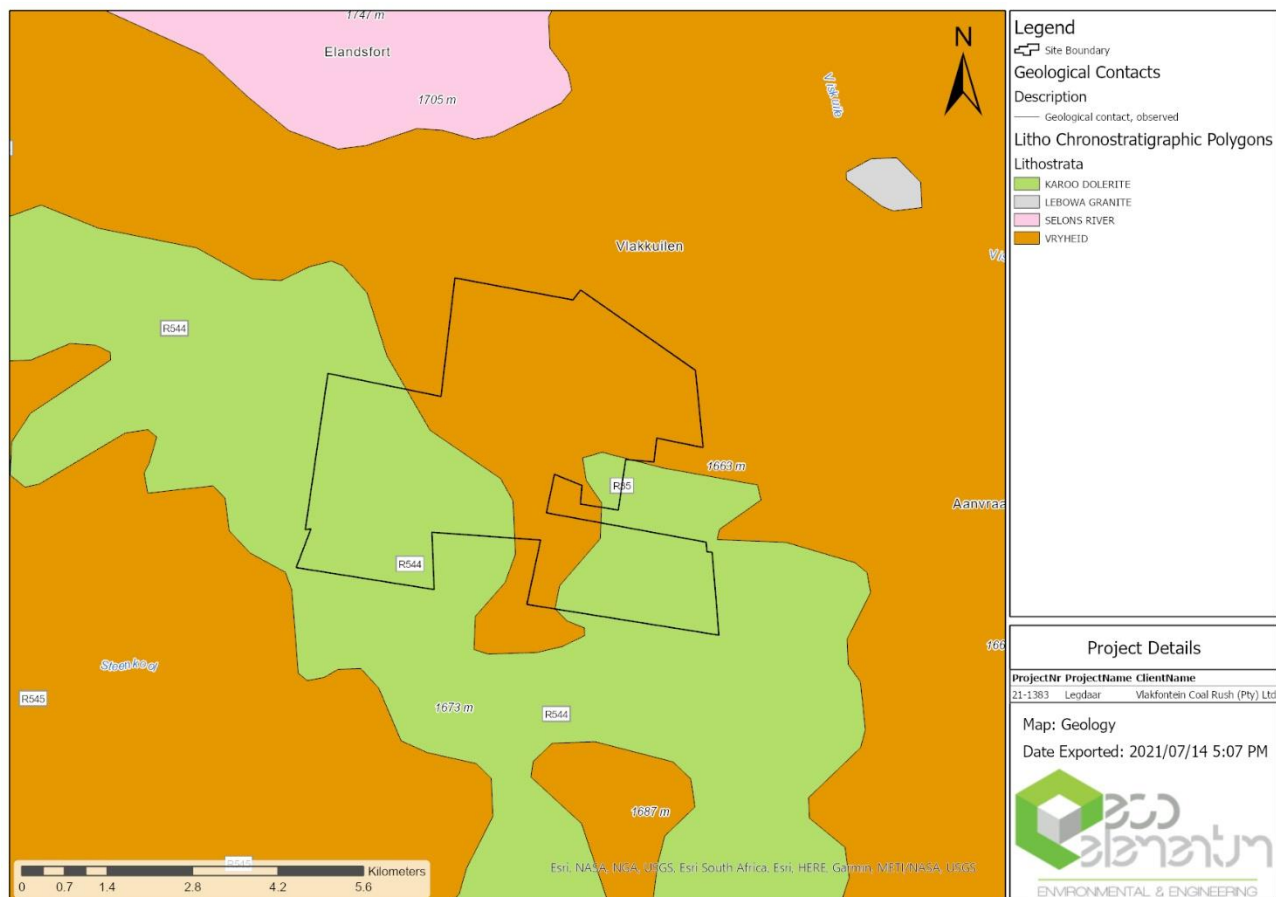 1747 m
Elandsfort
1705 m
N
Vlakkuilen
R544
1663 m
R35
Aanvraa
R544
R545
1673 m
R544
1687 m
166
0 0.7 1.4 2.8 4.2 5.6
Kilometers
Esri, NASA, NGA, USGS, Esri South Africa, Esri, HERE, Garmin, METI/NASA, USGS
Legend
Site Boundary
Geological Contacts
Description
Geological contact, observed
Litho Chronostratigraphic Polygons
Lithostrata
KAROO DOLERITE
LEBOWA GRANITE
SELONS RIVER
VRYHEID
Project Details
ProjectNr ProjectName ClientName
21-1383 Legdaar Vlakfontein Coal Rush (Pty) Ltd
Map: Geology
Date Exported: 2021/07/14 5:07 PM
eco
elementum
ENVIRONMENTAL & ENGINEERING